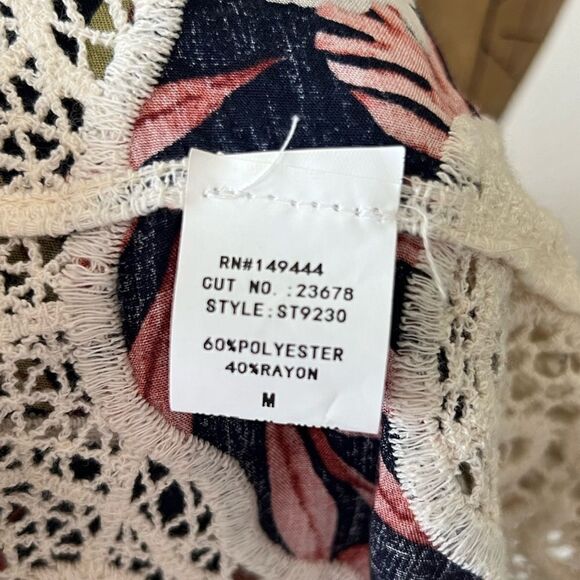 RN#149444
CUT NO. :23678
STYLE:ST9230
60%POLYESTER
40%RAYON
M